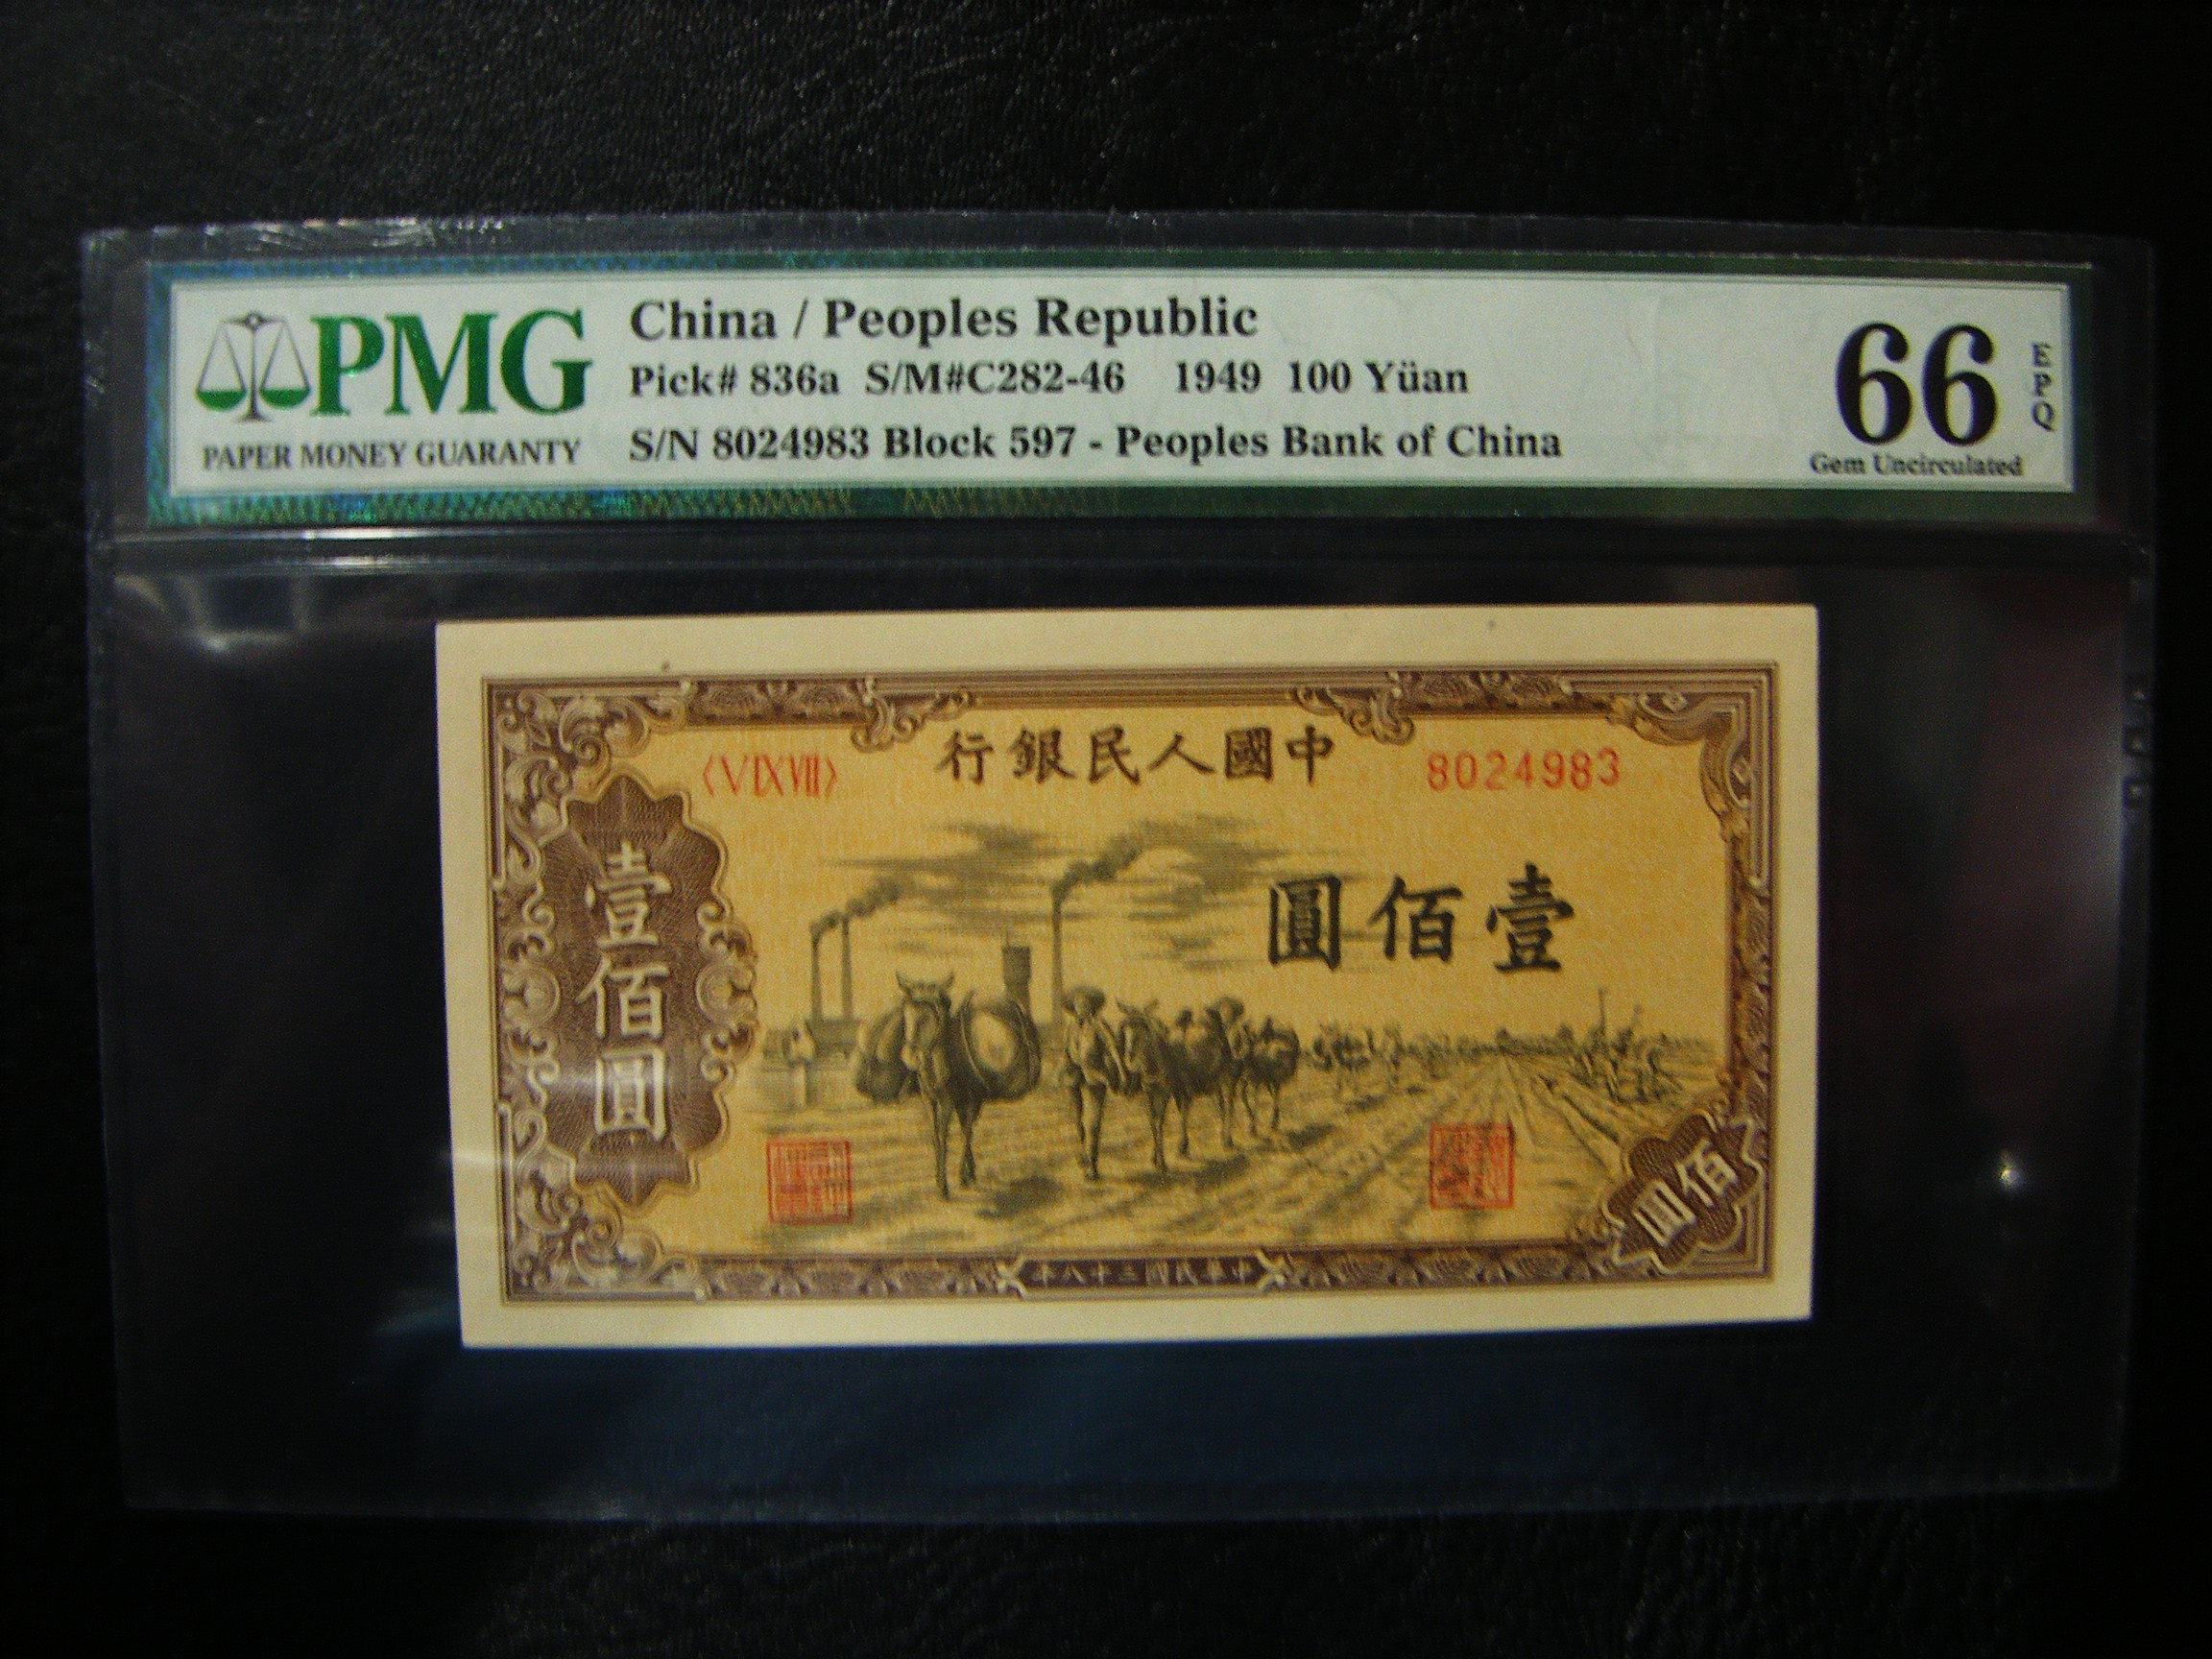 PMG
PAPER MONEY GUARANTY
China / Peoples Republic
Pick# 836a S/M#C282-46 1949 100 Yüan
S/N 8024983 Block 597 - Peoples Bank of China
66
EPQ
Gem Uncirculated
行銀民人國中
〈V IX VII〉
8024983
圓佰壹
壹佰圓
圓佰
年八十三國民華中